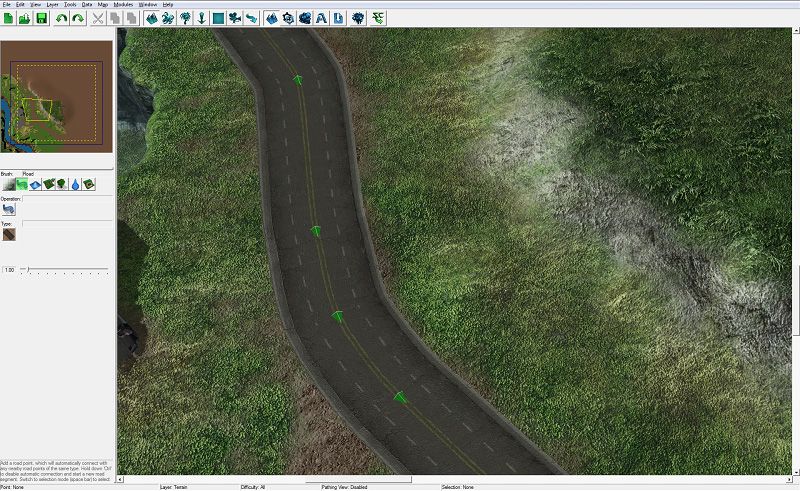 File Edit View Layer Tools Data Map Modules Window Help
Brush: Road
Operation:
Type:
1.00
Add a road point, which will automatically connect with
any nearby road points of the same type. Hold down 'Ctrl'
to disable automatic connection and start a new road
segment. Switch to selection mode (space bar) to select
Point: None Layer: Terrain Difficulty: All Pathing View: Disabled Selection: None